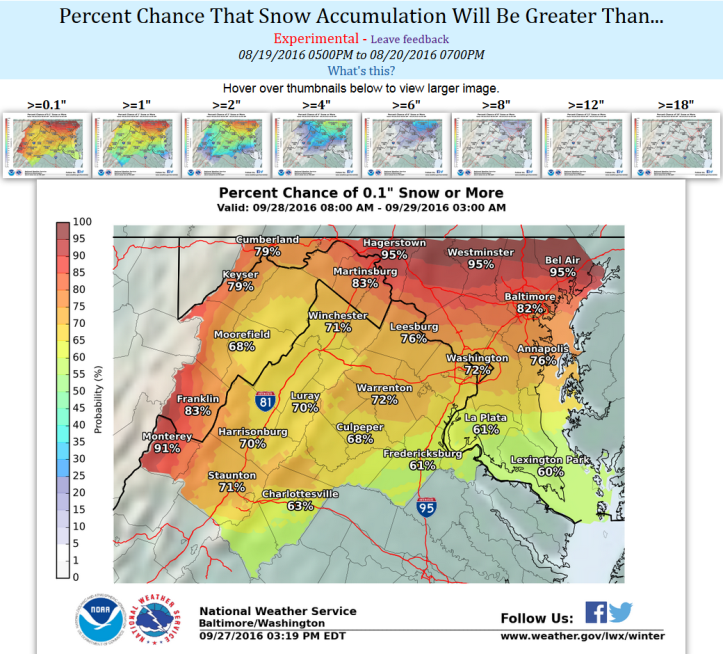 Percent Chance That Snow Accumulation Will Be Greater Than...
Experimental - Leave feedback
08/19/2016 0500PM to 08/20/2016 0700PM
What's this?
Hover over thumbnails below to view larger image.
>=0.1" >=1" >=2" >=4" >=6" >=8" >=12" >=18"
Percent Chance of 0.1" Snow or More
Valid: 09/28/2016 08:00 AM - 09/29/2016 03:00 AM
Probability (%)
100
95
90
85
80
75
70
65
60
55
50
45
40
35
30
25
20
15
10
5
1
0
Cumberland
79%
Hagerstown
95%
Westminster
95%
Bel Air
95%
Keyser
79%
Martinsburg
83%
Baltimore
82%
Winchester
71%
Leesburg
76%
Moorefield
68%
Annapolis
76%
Washington
72%
Franklin
83%
81
Luray
70%
Warrenton
72%
La Plata
61%
Monterey
91%
Harrisonburg
70%
Culpeper
68%
Fredericksburg
61%
Lexington Park
60%
Staunton
71%
Charlottesville
63%
95
NOAA
NATIONAL WEATHER SERVICE
National Weather Service
Baltimore/Washington
09/27/2016 03:19 PM EDT
Follow Us:
www.weather.gov/lwx/winter